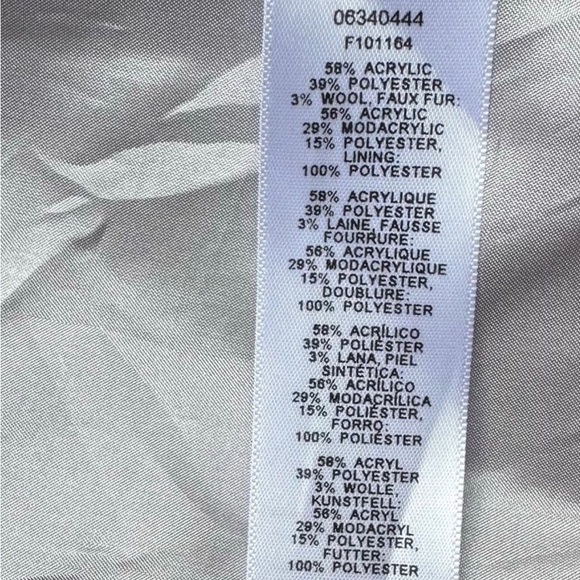 06340444
F101164
58% ACRYLIC
39% POLYESTER
3% WOOL, FAUX FUR:
56% ACRYLIC
29% MODACRYLIC
15% POLYESTER,
LINING:
100% POLYESTER
58% ACRYLIQUE
39% POLYESTER
3% LAINE, FAUSSE
FOURRURE:
56% ACRYLIQUE
29% MODACRYLIQUE
15% POLYESTER,
DOUBLURE:
100% POLYESTER
58% ACRÍLICO
39% POLIÉSTER
3% LANA, PIEL
SINTÉTICA:
56% ACRÍLICO
29% MODACRÍLICA
15% POLIÉSTER,
FORRO:
100% POLIÉSTER
58% ACRYL
39% POLYESTER
3% WOLLE,
KUNSTFELL:
56% ACRYL
29% MODACRYL
15% POLYESTER,
FUTTER:
100% POLYESTER